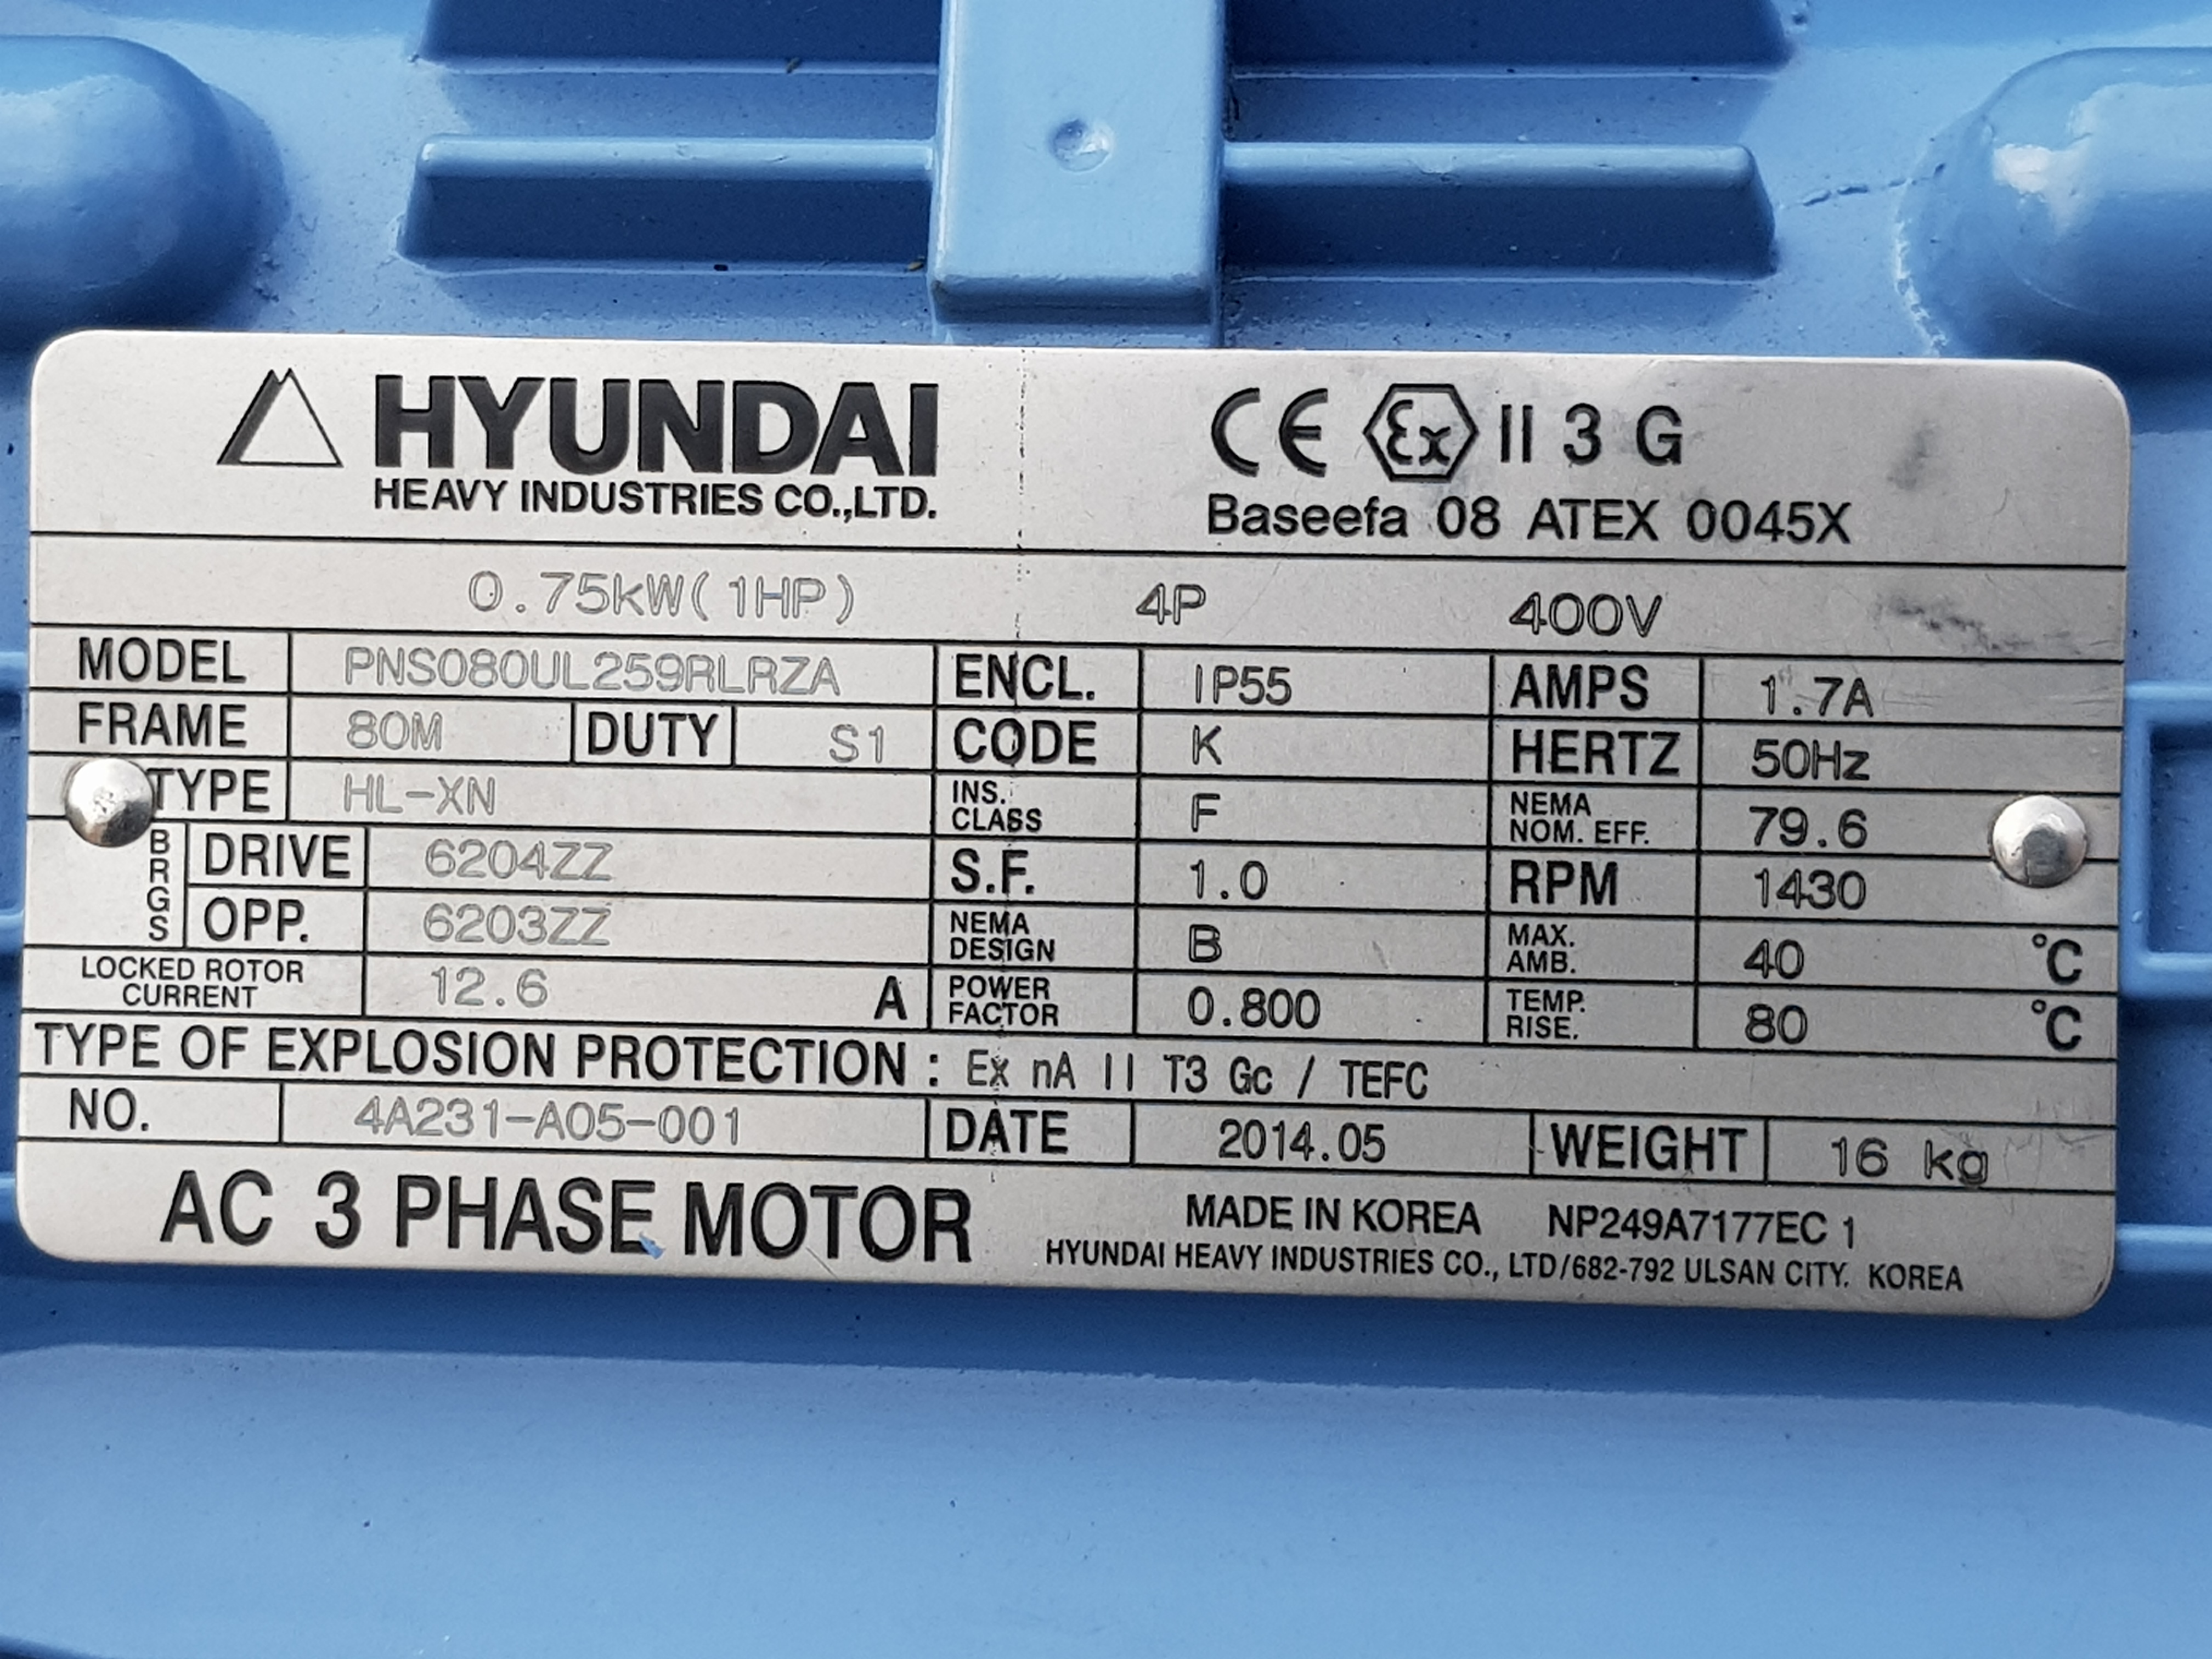 HYUNDAI
HEAVY INDUSTRIES CO.,LTD.
CE Ex II 3 G
Baseefa 08 ATEX 0045X
0.75kW(1HP) 4P 400V
MODEL PNS080UL259RLRZA ENCL. IP55 AMPS 1.7A
FRAME 80M DUTY S1 CODE K HERTZ 50Hz
TYPE HL-XN INS. CLASS F NEMA NOM. EFF. 79.6
BRGS DRIVE 6204ZZ S.F. 1.0 RPM 1430
OPP. 6203ZZ NEMA DESIGN B MAX. AMB. 40 °C
LOCKED ROTOR CURRENT 12.6 A POWER FACTOR 0.800 TEMP. RISE. 80 °C
TYPE OF EXPLOSION PROTECTION : Ex nA II T3 Gc / TEFC
NO. 4A231-A05-001 DATE 2014.05 WEIGHT 16 kg
AC 3 PHASE MOTOR
MADE IN KOREA NP249A7177EC 1
HYUNDAI HEAVY INDUSTRIES CO., LTD/682-792 ULSAN CITY. KOREA